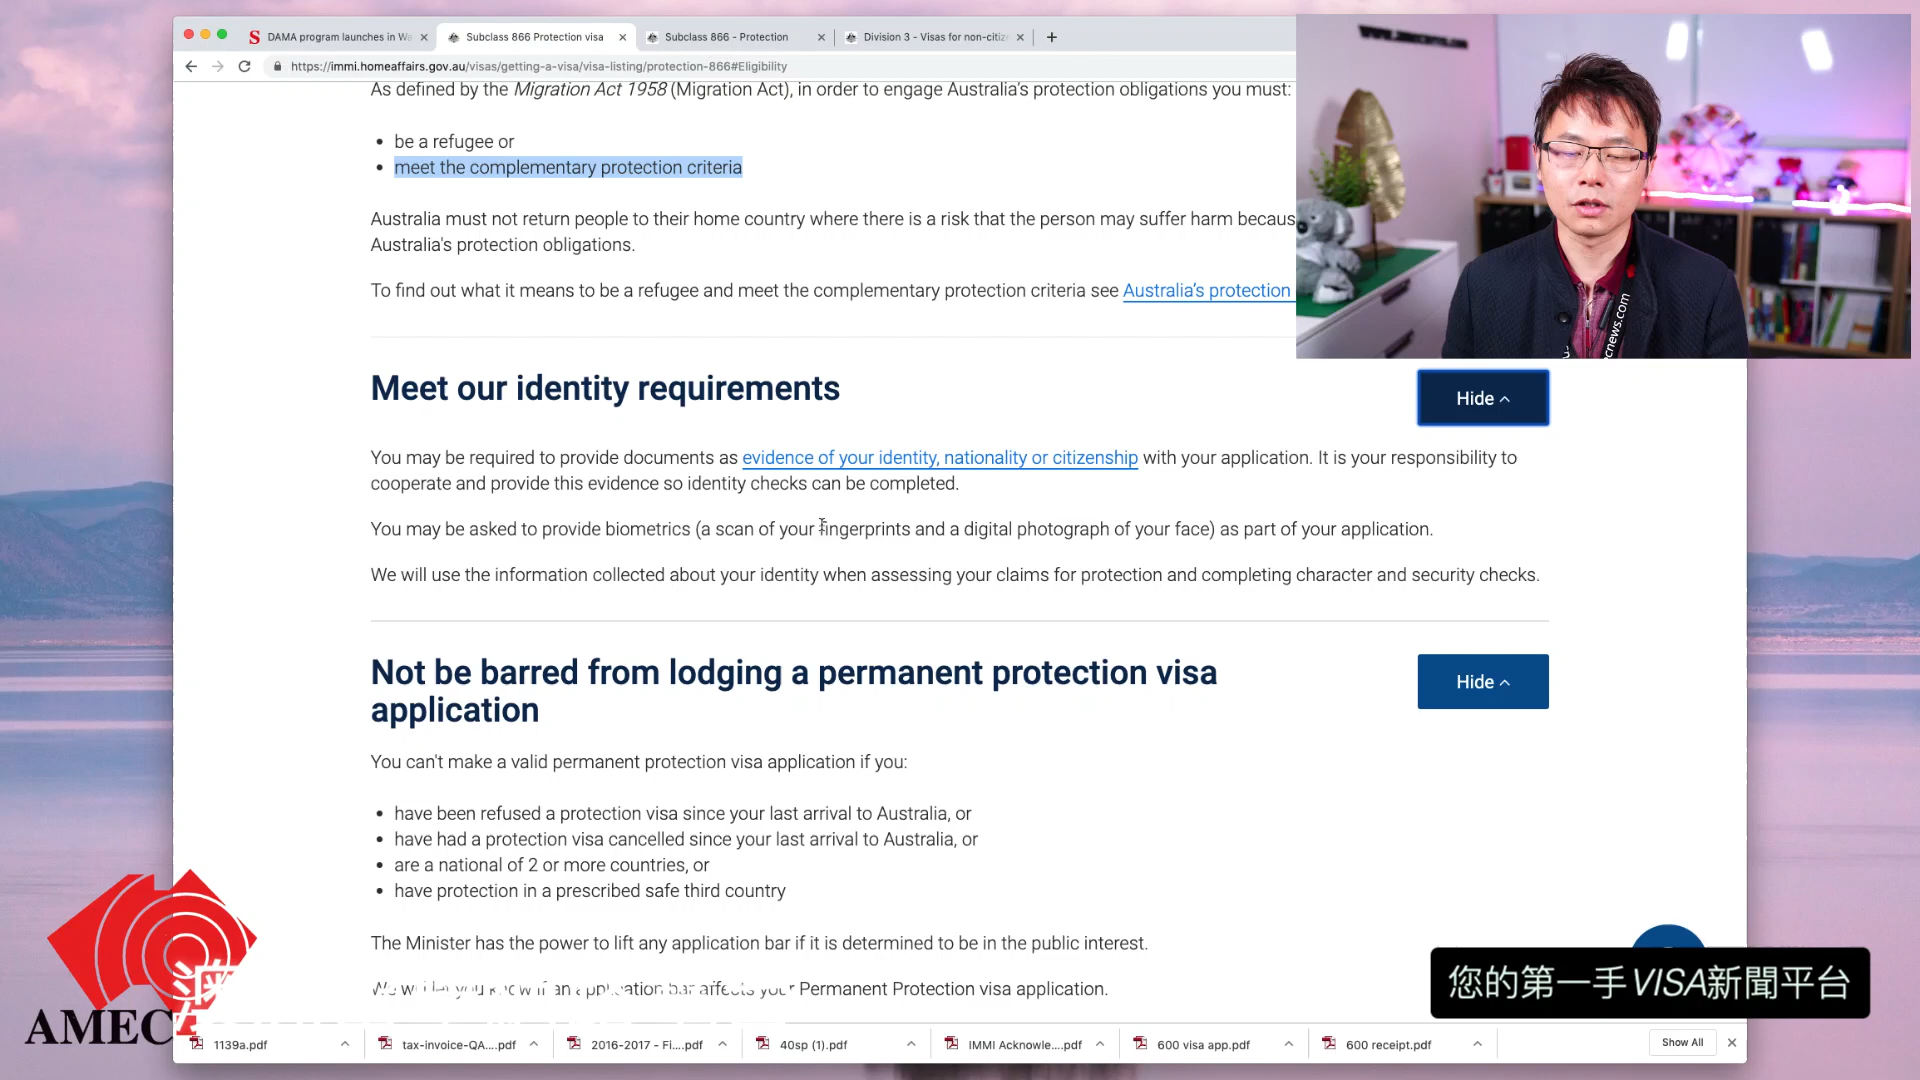 DAMA program launches in Wa
Subclass 866 Protection visa
Subclass 866 - Protection
Division 3 - Visas for non-citiz
https://immi.homeaffairs.gov.au/visas/getting-a-visa/visa-listing/protection-866#Eligibility
As defined by the Migration Act 1958 (Migration Act), in order to engage Australia's protection obligations you must:
be a refugee or
meet the complementary protection criteria
Australia must not return people to their home country where there is a risk that the person may suffer harm becaus
Australia's protection obligations.
To find out what it means to be a refugee and meet the complementary protection criteria see Australia's protection
cnews.com
Meet our identity requirements
Hide
You may be required to provide documents as evidence of your identity, nationality or citizenship with your application. It is your responsibility to
cooperate and provide this evidence so identity checks can be completed.
You may be asked to provide biometrics (a scan of your fingerprints and a digital photograph of your face) as part of your application.
We will use the information collected about your identity when assessing your claims for protection and completing character and security checks.
Not be barred from lodging a permanent protection visa
application
Hide
You can't make a valid permanent protection visa application if you:
have been refused a protection visa since your last arrival to Australia, or
have had a protection visa cancelled since your last arrival to Australia, or
are a national of 2 or more countries, or
have protection in a prescribed safe third country
The Minister has the power to lift any application bar if it is determined to be in the public interest.
We will let you know if an application bar affects your Permanent Protection visa application.
您的第一手VISA新聞平台
AMEC
1139a.pdf
tax-invoice-QA....pdf
2016-2017 - Fi....pdf
40sp (1).pdf
IMMI Acknowle....pdf
600 visa app.pdf
600 receipt.pdf
Show All